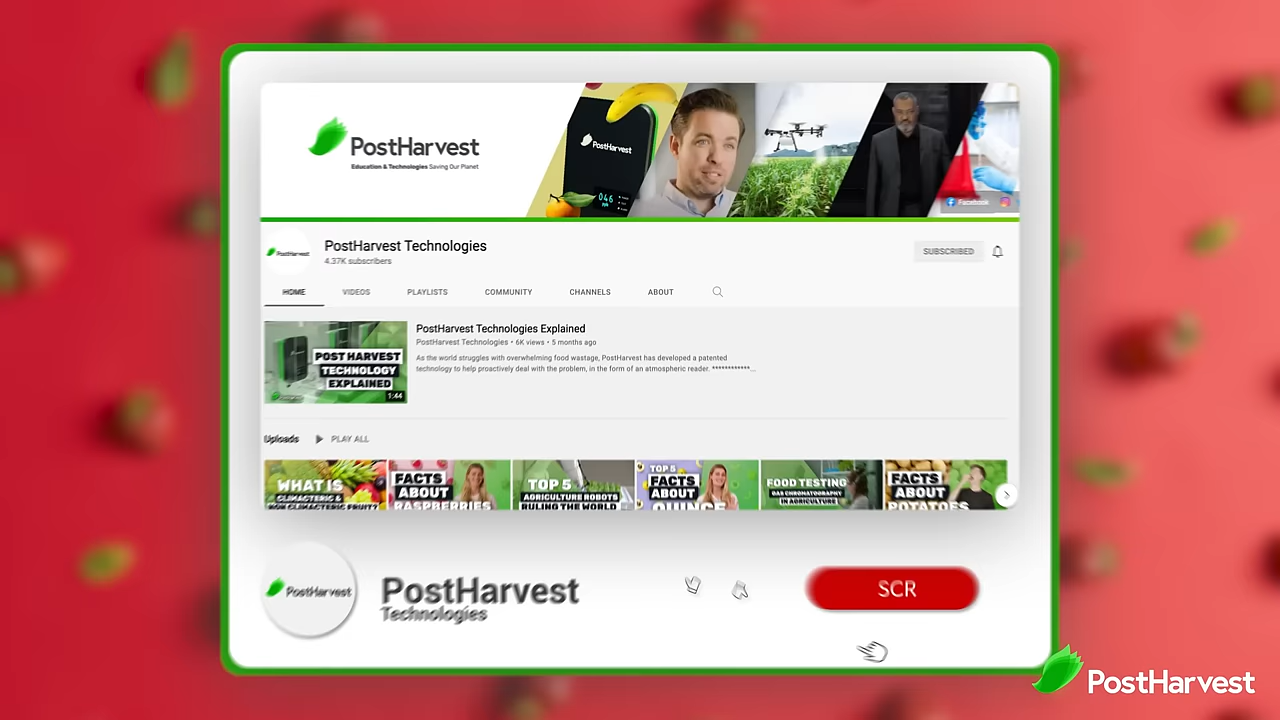 PostHarvest
Education & Technologies Saving Our Planet
PostHarvest
046
Facebook
PostHarvest
PostHarvest Technologies
4.37K subscribers
SUBSCRIBED
HOME
VIDEOS
PLAYLISTS
COMMUNITY
CHANNELS
ABOUT
POST HARVEST
TECHNOLOGY
EXPLAINED
1:44
PostHarvest Technologies Explained
PostHarvest Technologies • 6K views • 5 months ago
As the world struggles with overwhelming food wastage, PostHarvest has developed a patented
technology to help proactively deal with the problem, in the form of an atmospheric reader. ************...
Uploads
PLAY ALL
WHAT IS
CLIMACTERIC &
NON CLIMACTERIC FRUIT?
FACTS
ABOUT
RASPBERRIES
TOP 5
AGRICULTURE ROBOTS
RULING THE WORLD
TOP 5
FACTS
ABOUT
QUINCE
FOOD TESTING
GAS CHROMATOGRAPHY
IN AGRICULTURE
FACTS
ABOUT
POTATOES
PostHarvest
PostHarvest
Technologies
SCR
PostHarvest